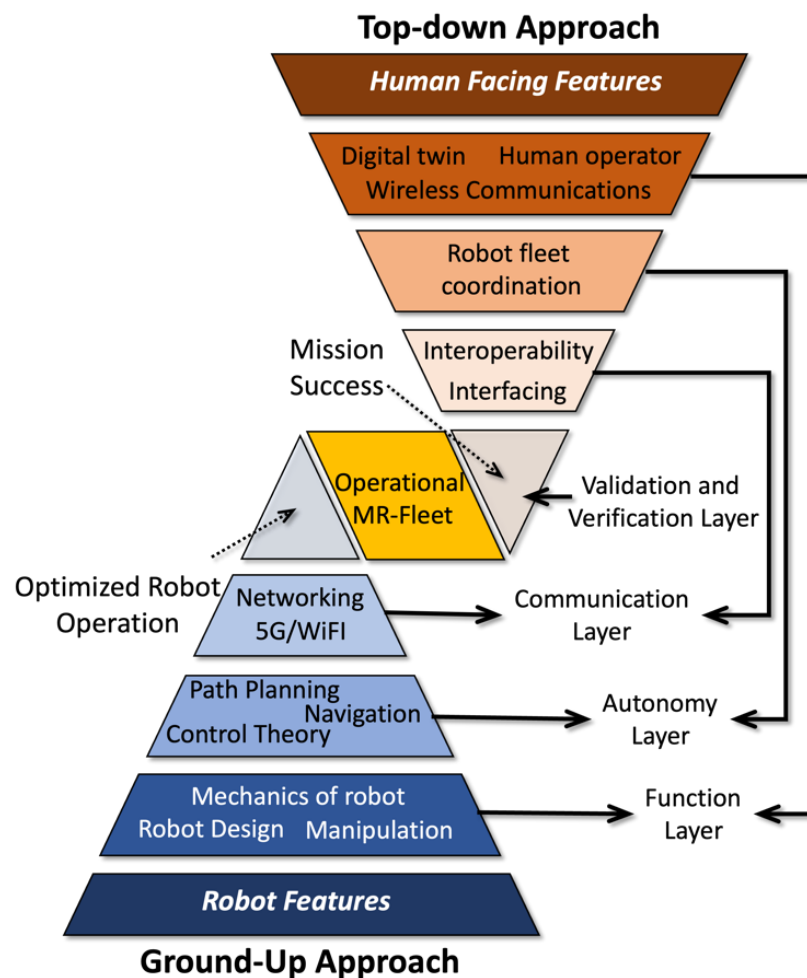 Top-down Approach
Human Facing Features
Digital twin Human operator
Wireless Communications
Robot fleet
coordination
Mission
Success
Interoperability
Interfacing
Operational
MR-Fleet
Validation and
Verification Layer
Optimized Robot
Operation
Networking
5G/WiFI
Communication
Layer
Path Planning
Navigation
Control Theory
Autonomy
Layer
Mechanics of robot
Robot Design Manipulation
Function
Layer
Robot Features
Ground-Up Approach